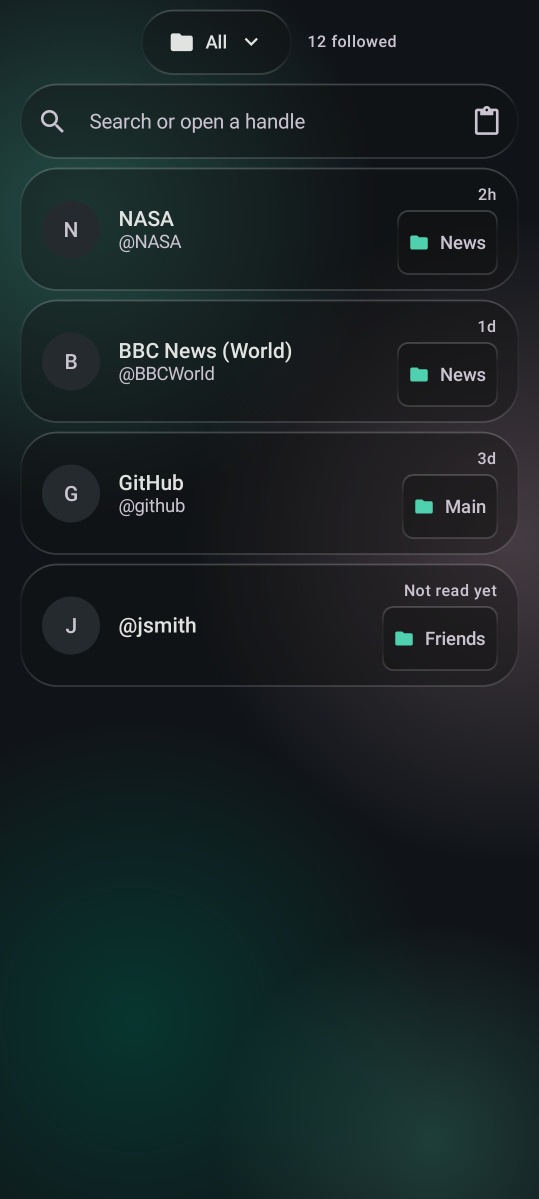 All
12 followed
Search or open a handle
N
NASA
@NASA
2h
News
B
BBC News (World)
@BBCWorld
1d
News
G
GitHub
@github
3d
Main
J
@jsmith
Not read yet
Friends